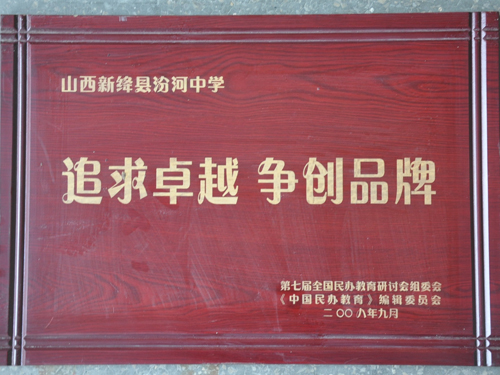 山西新绛县汾河中学
追求卓越 争创品牌
第七届全国民办教育研讨会组委会
《中国民办教育》编辑委员会
二〇〇八年九月